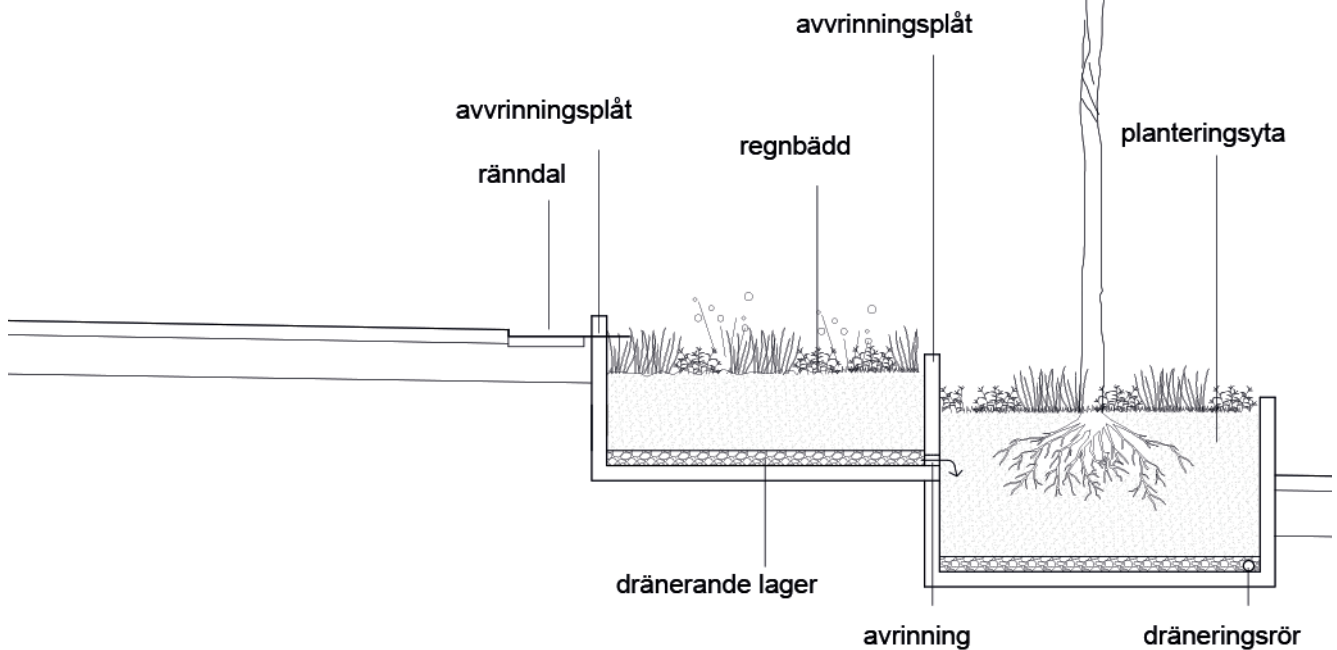 avvrinningsplåt
avvrinningsplåt
planteringsyta
regnbädd
ränndal
dränerande lager
avrinning
dräneringsrör